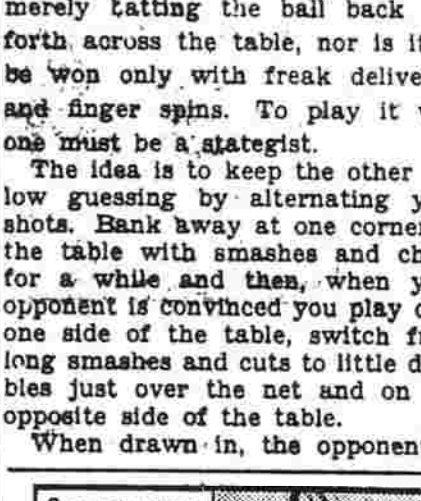 merely tatting the ball back
forth across the table, nor is i
be won only with freak delive
and finger spins. To play it
one must be a stategist.
The idea is to keep the other
low guessing by alternating y
shots. Bank away at one corne
the table with smashes and ch
for a while and then, when y
opponent is convinced you play o
one side of the table, switch f
long smashes and cuts to little d
bles just over the net and on
opposite side of the table.
When drawn in, the opponen